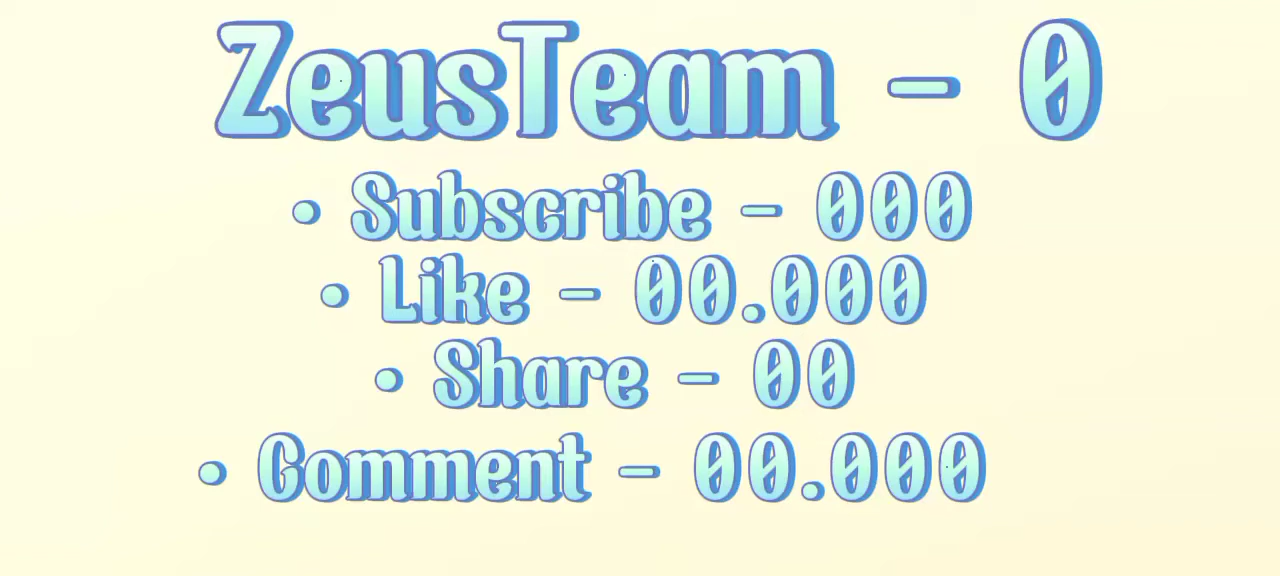 ZeusTeam - 0
• Subscribe - 000
• Like - 00.000
• Share - 00
• Comment - 00.000